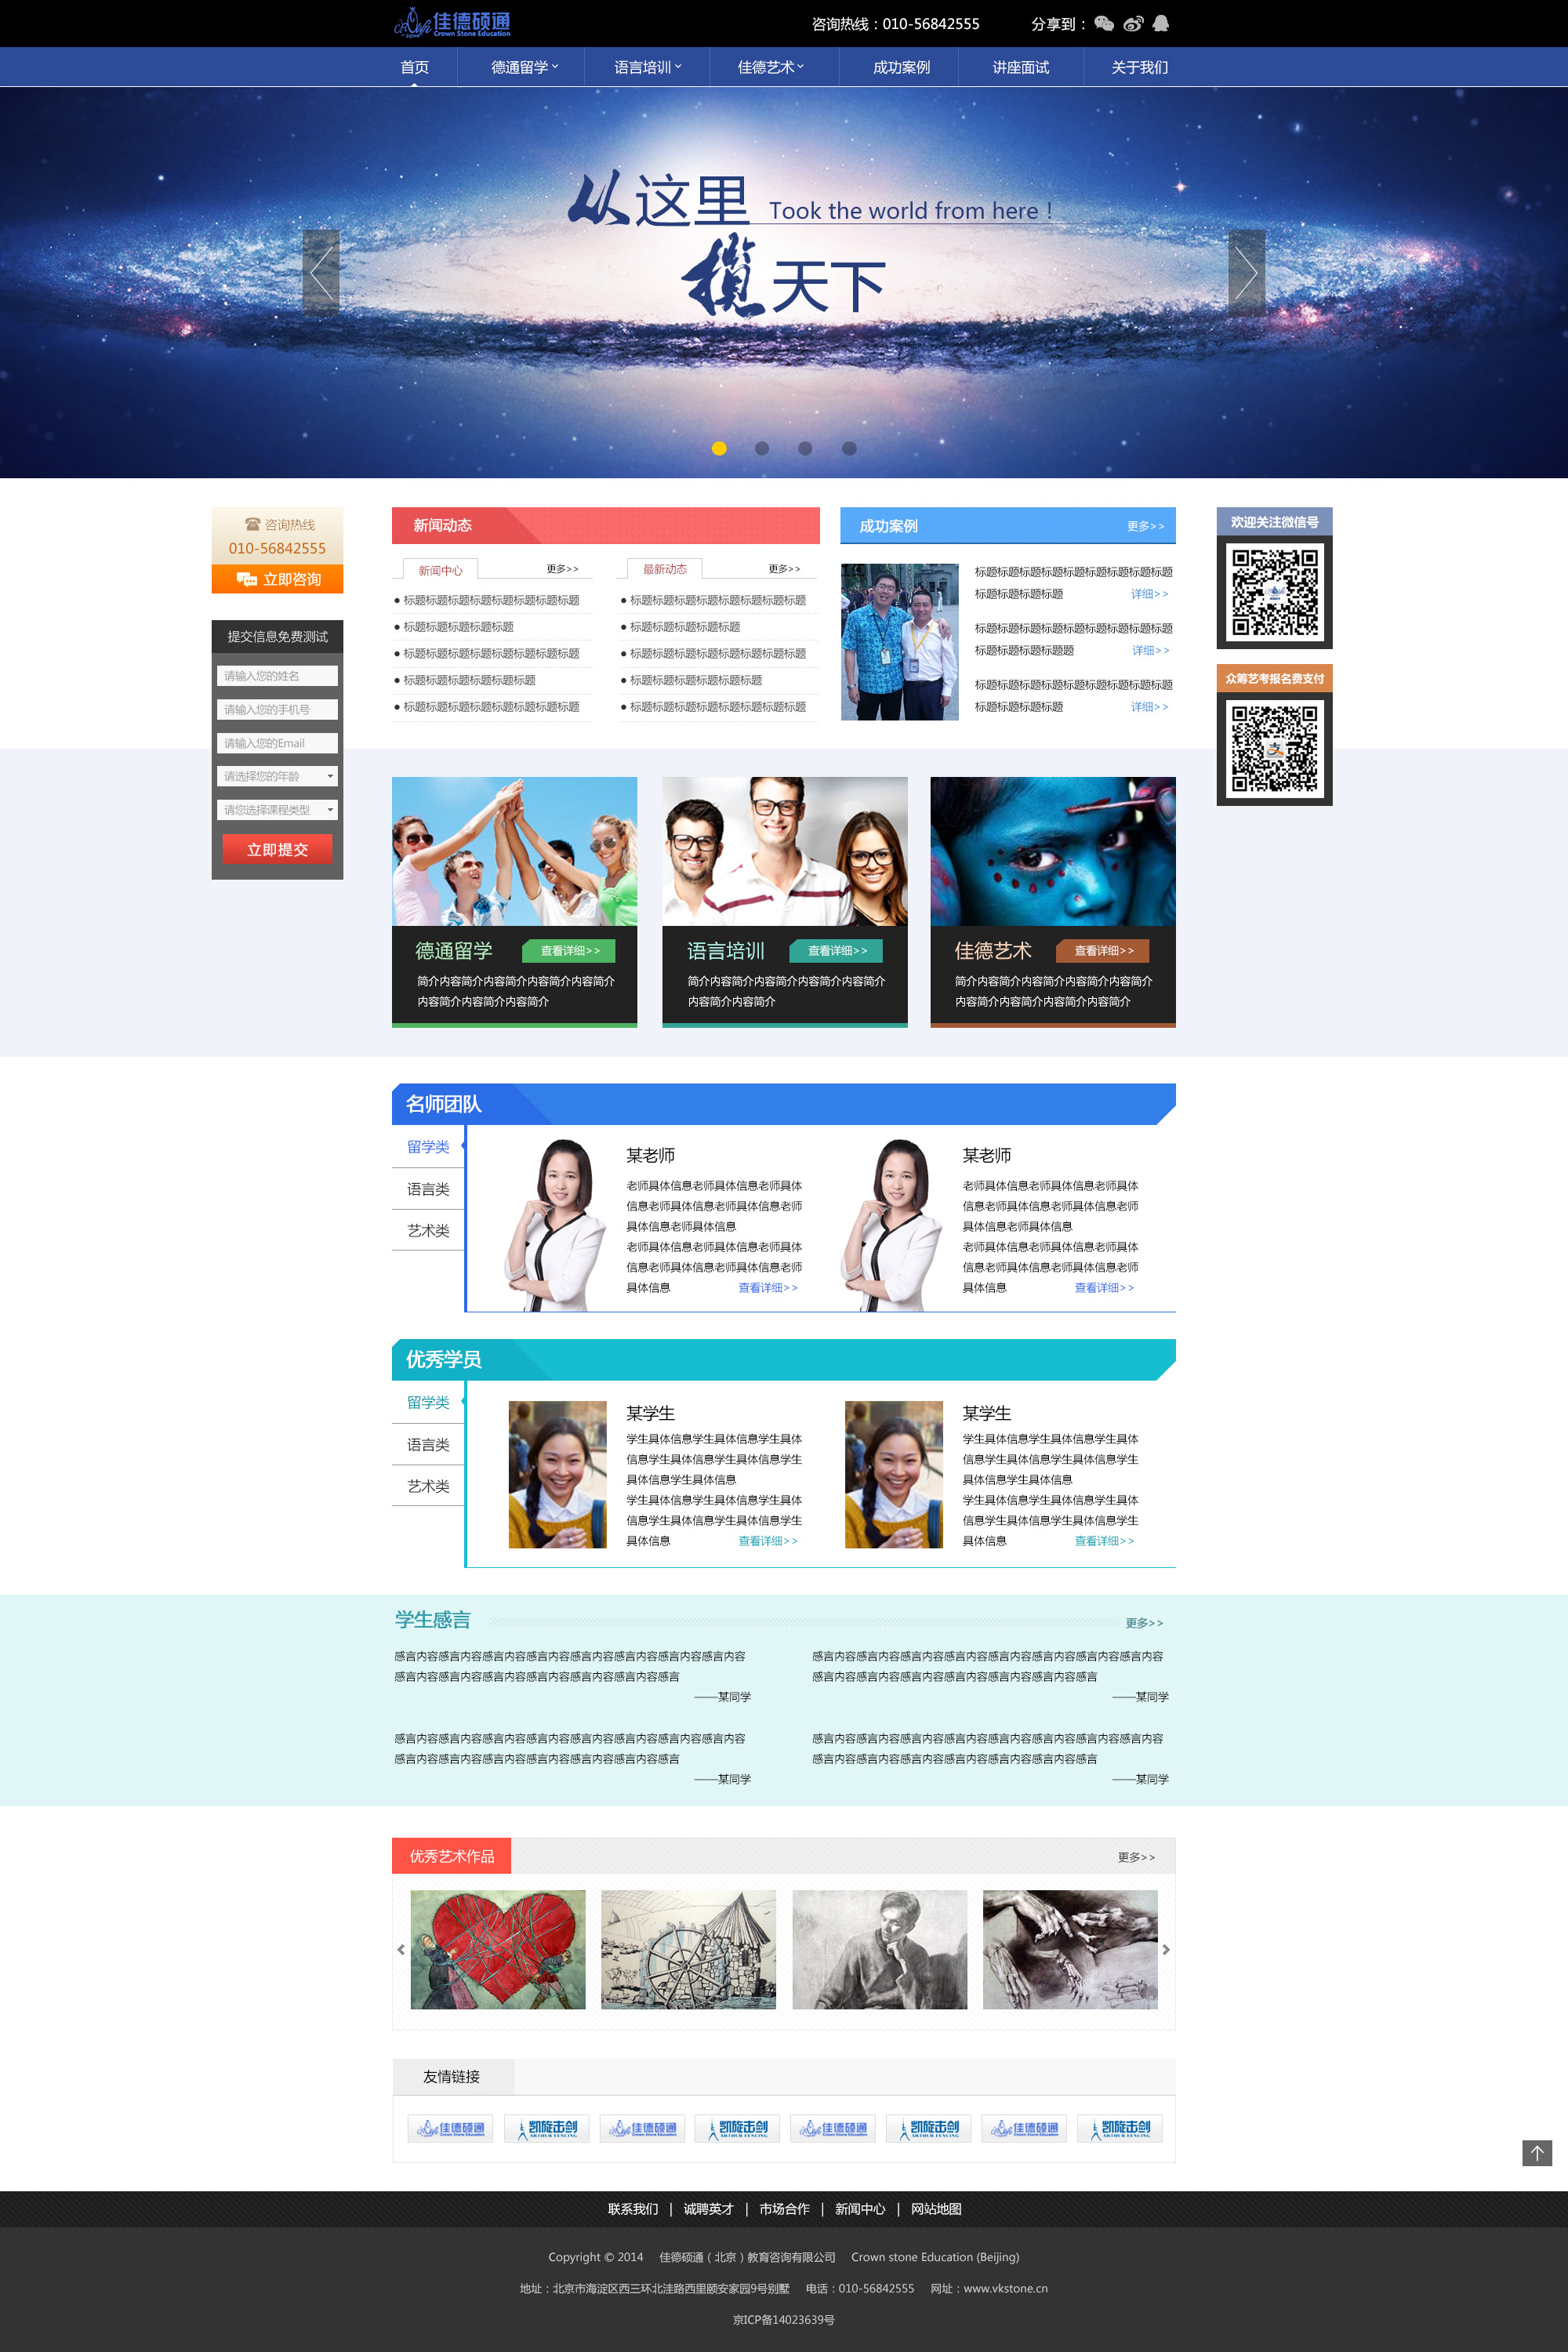 佳德硕通
Crown Stone Education
咨询热线：010-56842555
分享到：
首页
德通留学
语言培训
佳德艺术
成功案例
讲座面试
关于我们
从这里
Took the world from here !
揽天下
咨询热线
010-56842555
立即咨询
提交信息免费测试
请输入您的姓名
请输入您的手机号
请输入您的Email
请选择您的年龄
请您选择课程类型
立即提交
新闻动态
新闻中心
更多>>
● 标题标题标题标题标题标题标题标题
● 标题标题标题标题标题
● 标题标题标题标题标题标题标题标题
● 标题标题标题标题标题标题
● 标题标题标题标题标题标题标题标题
最新动态
更多>>
● 标题标题标题标题标题标题标题标题
● 标题标题标题标题标题
● 标题标题标题标题标题标题标题标题
● 标题标题标题标题标题标题
● 标题标题标题标题标题标题标题标题
成功案例
更多>>
标题标题标题标题标题标题标题标题标题
标题标题标题标题
详细>>
标题标题标题标题标题标题标题标题标题
标题标题标题标题题
详细>>
标题标题标题标题标题标题标题标题标题
标题标题标题标题
详细>>
欢迎关注微信号
众筹艺考报名费支付
德通留学
查看详细>>
简介内容简介内容简介内容简介内容简介
内容简介内容简介内容简介
语言培训
查看详细>>
简介内容简介内容简介内容简介内容简介
内容简介内容简介
佳德艺术
查看详细>>
简介内容简介内容简介内容简介内容简介
内容简介内容简介内容简介内容简介
名师团队
留学类
语言类
艺术类
某老师
老师具体信息老师具体信息老师具体
信息老师具体信息老师具体信息老师
具体信息老师具体信息
老师具体信息老师具体信息老师具体
信息老师具体信息老师具体信息老师
具体信息
查看详细>>
某老师
老师具体信息老师具体信息老师具体
信息老师具体信息老师具体信息老师
具体信息老师具体信息
老师具体信息老师具体信息老师具体
信息老师具体信息老师具体信息老师
具体信息
查看详细>>
优秀学员
留学类
语言类
艺术类
某学生
学生具体信息学生具体信息学生具体
信息学生具体信息学生具体信息学生
具体信息学生具体信息
学生具体信息学生具体信息学生具体
信息学生具体信息学生具体信息学生
具体信息
查看详细>>
某学生
学生具体信息学生具体信息学生具体
信息学生具体信息学生具体信息学生
具体信息学生具体信息
学生具体信息学生具体信息学生具体
信息学生具体信息学生具体信息学生
具体信息
查看详细>>
学生感言
更多>>
感言内容感言内容感言内容感言内容感言内容感言内容感言内容感言内容
感言内容感言内容感言内容感言内容感言内容感言内容感言
——某同学
感言内容感言内容感言内容感言内容感言内容感言内容感言内容感言内容
感言内容感言内容感言内容感言内容感言内容感言内容感言
——某同学
感言内容感言内容感言内容感言内容感言内容感言内容感言内容感言内容
感言内容感言内容感言内容感言内容感言内容感言内容感言
——某同学
感言内容感言内容感言内容感言内容感言内容感言内容感言内容感言内容
感言内容感言内容感言内容感言内容感言内容感言内容感言
——某同学
优秀艺术作品
更多>>
友情链接
佳德硕通
Crown Stone Education
凯旋击剑
ARTHUR FENCING
佳德硕通
Crown Stone Education
凯旋击剑
ARTHUR FENCING
佳德硕通
Crown Stone Education
凯旋击剑
ARTHUR FENCING
佳德硕通
Crown Stone Education
凯旋击剑
ARTHUR FENCING
联系我们 | 诚聘英才 | 市场合作 | 新闻中心 | 网站地图
Copyright © 2014 佳德硕通（北京）教育咨询有限公司 Crown stone Education (Beijing)
地址：北京市海淀区西三环北洼路西里颐安家园9号别墅 电话：010-56842555 网址：www.vkstone.cn
京ICP备14023639号